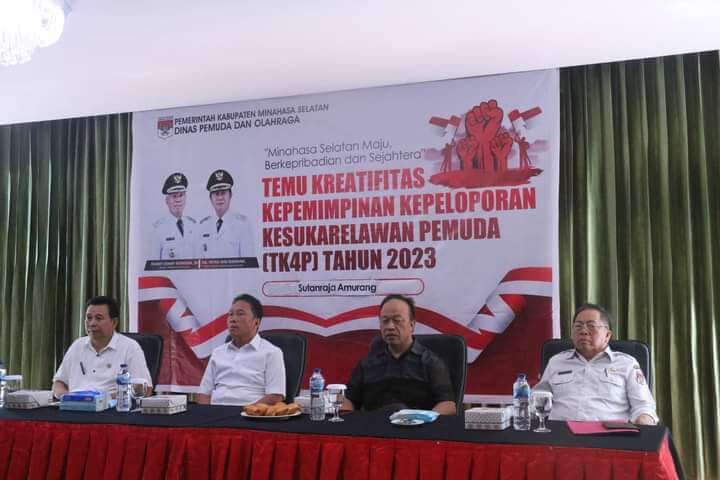 PEMERINTAH KABUPATEN MINAHASA SELATAN
DINAS PEMUDA DAN OLAHRAGA
"Minahasa Selatan Maju,
Berkepribadian dan Sejahtera"
TEMU KREATIFITAS
KEPEMIMPINAN KEPELOPORAN
KESUKARELAWAN PEMUDA
(TK4P) TAHUN 2023
Sutanraja Amurang